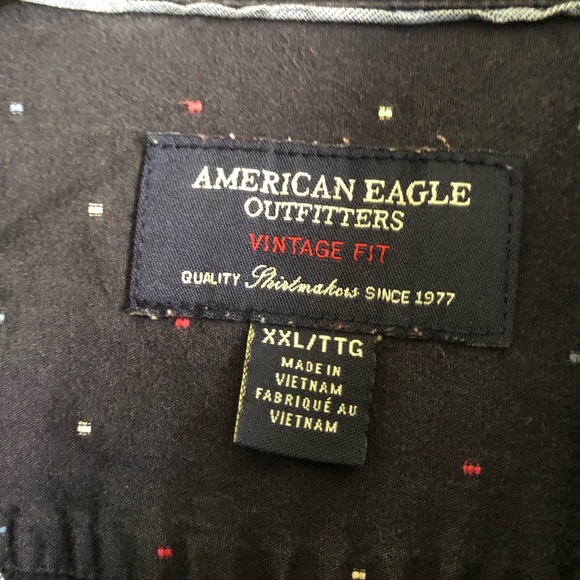 AMERICAN EAGLE
OUTFITTERS
VINTAGE FIT
QUALITY Shirtmakers SINCE 1977
XXL/TTG
MADE IN
VIETNAM
FABRIQUÉ AU
VIETNAM